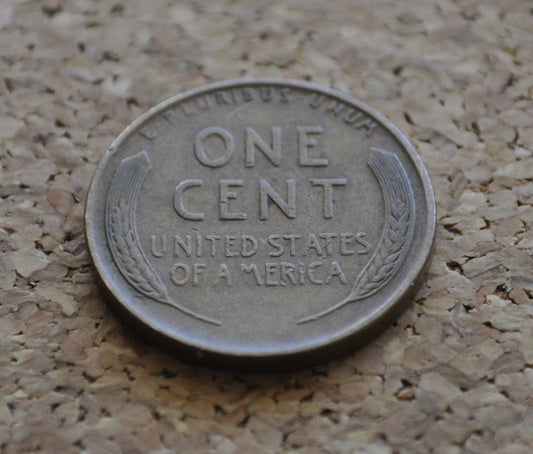 E PLURIBUS UNUM
ONE
CENT
UNITED STATES
OF AMERICA